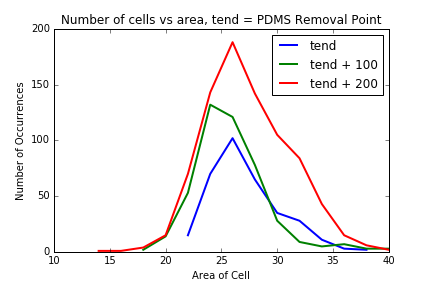 Number of cells vs area, tend = PDMS Removal Point
200
150
100
50
0
Number of Occurrences
tend
tend + 100
tend + 200
10 15 20 25 30 35 40
Area of Cell